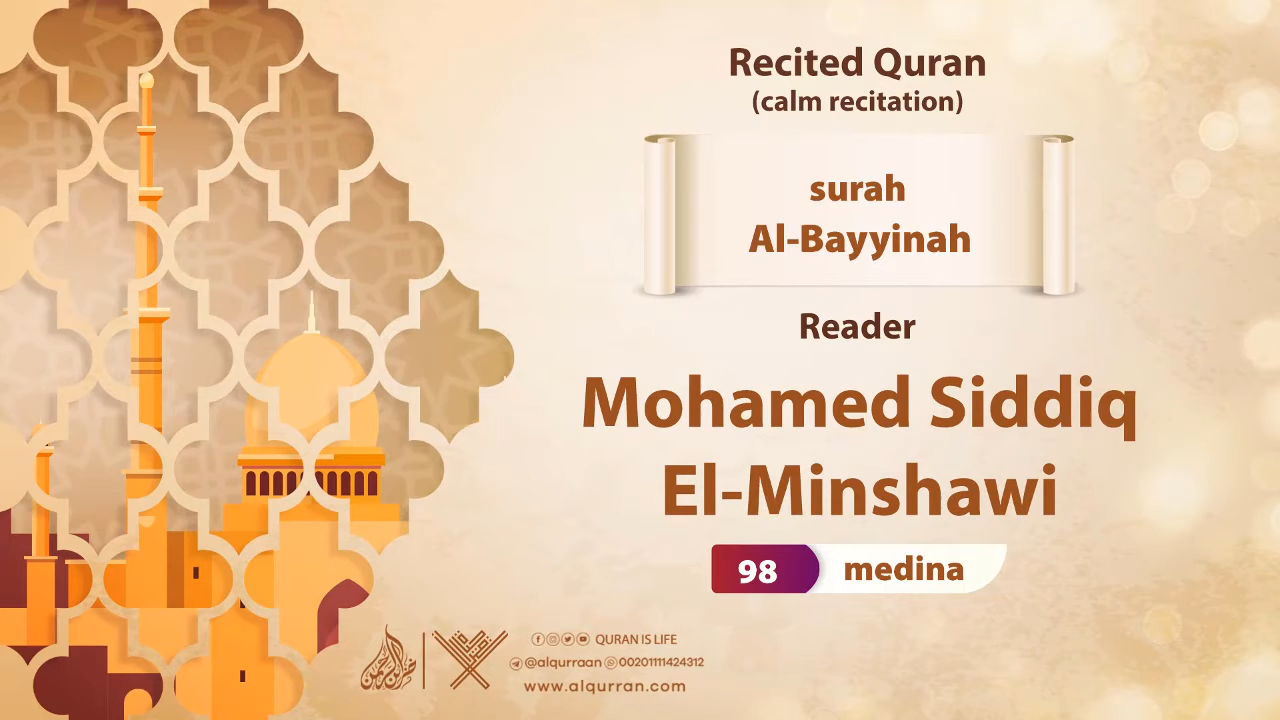 Recited Quran
(calm recitation)
surah
Al-Bayyinah
Reader
Mohamed Siddiq
El-Minshawi
98 medina
QURAN IS LIFE
@alqurraan 00201111424312
www.alqurran.com